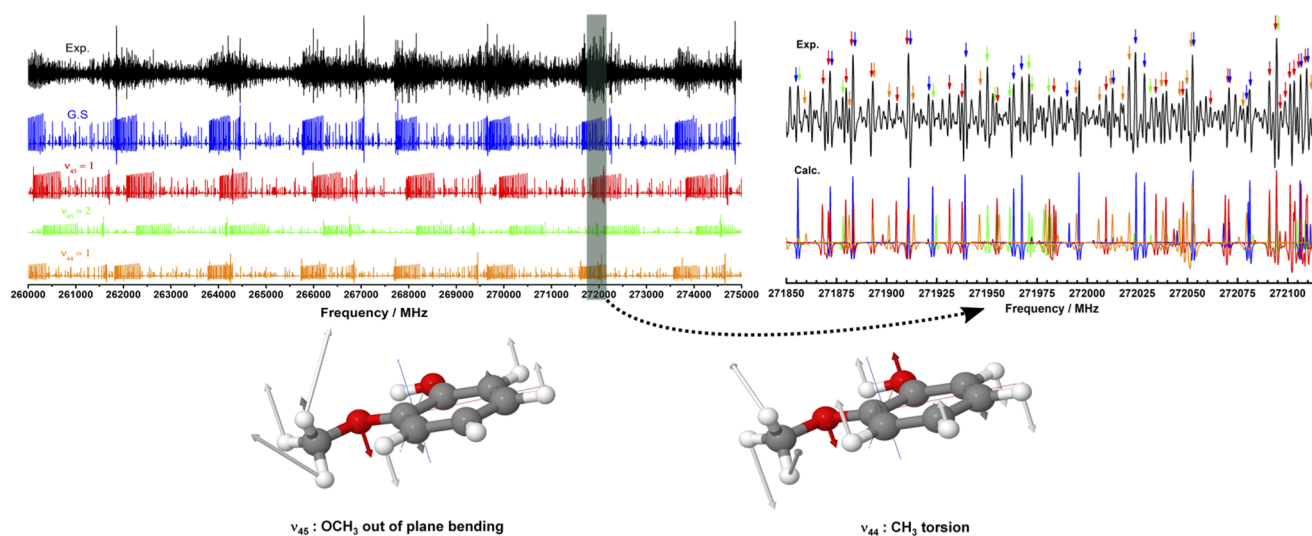 Exp.
G.S
ν45 = 1
ν45 = 2
ν44 = 1
260000 261000 262000 263000 264000 265000 266000 267000 268000 269000 270000 271000 272000 273000 274000 275000
Frequency / MHz
Exp.
Calc.
271850 271875 271900 271925 271950 271975 272000 272025 272050 272075 272100
Frequency / MHz
ν45 : OCH3 out of plane bending
ν44 : CH3 torsion